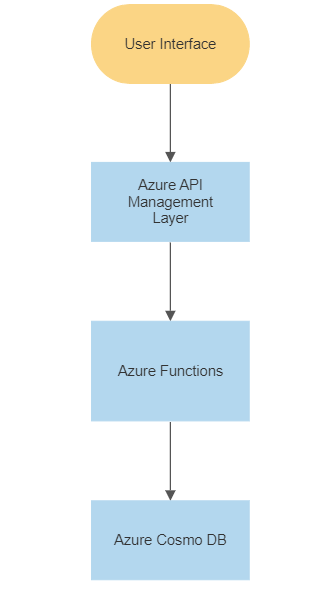 User Interface
Azure API
Management
Layer
Azure Functions
Azure Cosmo DB